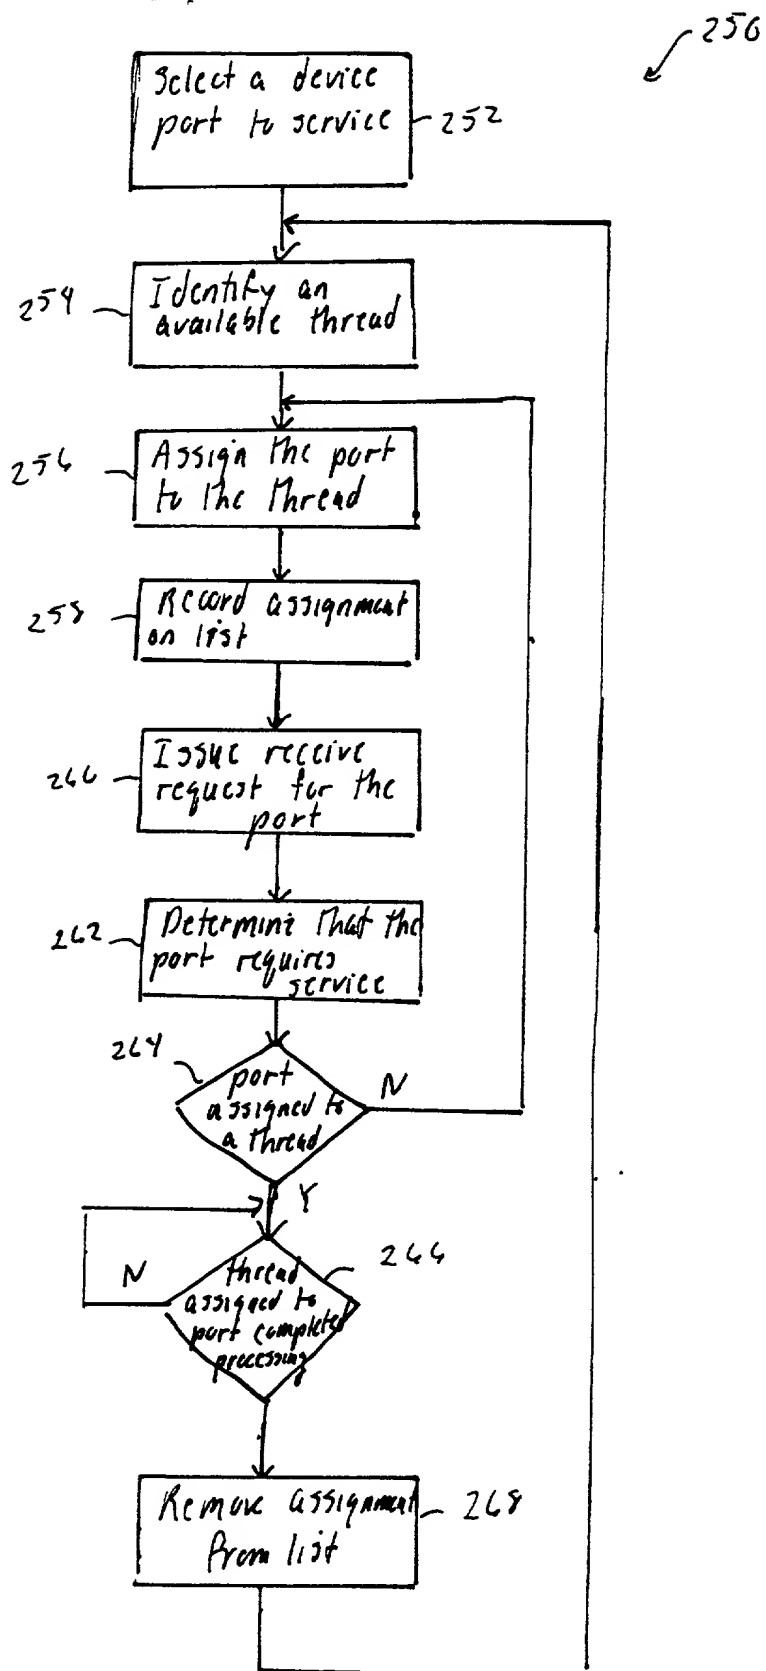 250
Select a device
port to service
252
254
Identify an
available thread
256
Assign the port
to the thread
258
Record assignment
on list
260
Issue receive
request for the
port
262
Determine that the
port requires
service
264
port
assigned to
a thread
N
Y
266
thread
assigned to
port completed
processing
N
Remove assignment
from list
268